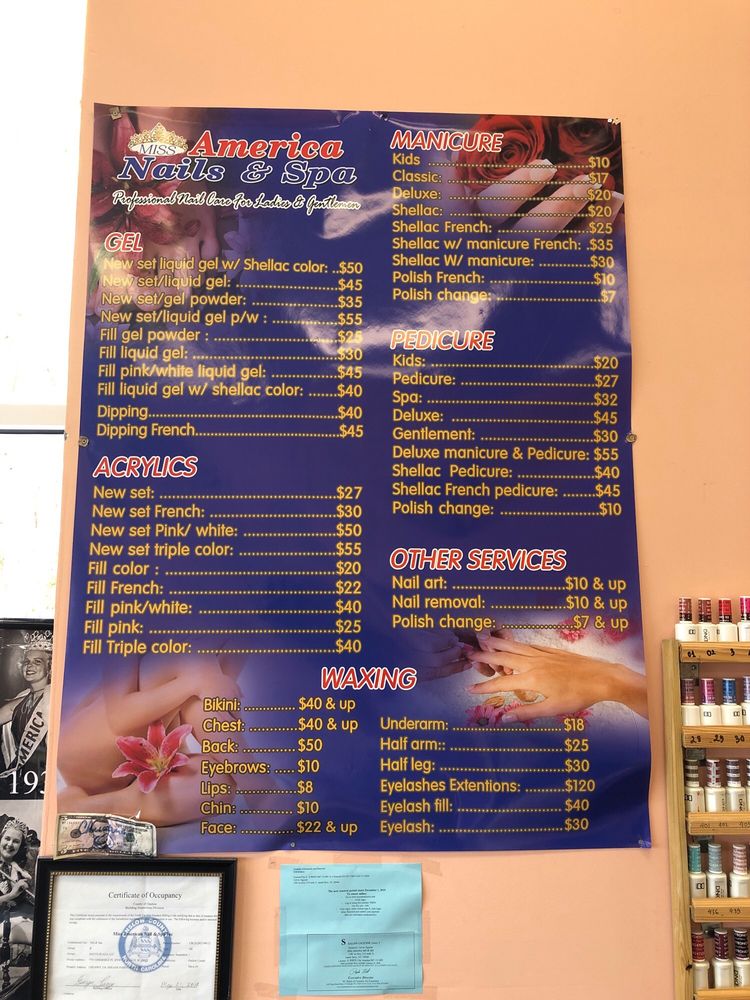 MISS America
Nails & Spa
Professional Nail Care For Ladies & Gentlemen
GEL
New set liquid gel w/ Shellac color: ..$50
New set/liquid gel: ........................$45
New set/gel powder: ....................$35
New set/liquid gel p/w : ................$55
Fill gel powder : ............................$25
Fill liquid gel: .................................$30
Fill pink/white liquid gel: ...............$45
Fill liquid gel w/ shellac color: .......$40
Dipping..........................................$40
Dipping French...............................$45
ACRYLICS
New set: .......................................$27
New set French: ............................$30
New set Pink/ white: .....................$50
New set triple color: ......................$55
Fill color : ......................................$20
Fill French: .....................................$22
Fill pink/white: ..............................$40
Fill pink: .........................................$25
Fill Triple color: ...............................$40
MANICURE
Kids ....................................$10
Classic: ................................$17
Deluxe: ................................$20
Shellac: ................................$20
Shellac French: .....................$25
Shellac w/ manicure French: ..$35
Shellac W/ manicure: ............$30
Polish French: ........................$10
Polish change: ........................$7
PEDICURE
Kids: .....................................$20
Pedicure: ..............................$27
Spa: ......................................$32
Deluxe: .................................$45
Gentlement: ..........................$30
Deluxe manicure & Pedicure: $55
Shellac Pedicure: ...................$40
Shellac French pedicure: ........$45
Polish change: .......................$10
OTHER SERVICES
Nail art: ..........................$10 & up
Nail removal: ..................$10 & up
Polish change: ..................$7 & up
WAXING
Bikini: ............. $40 & up
Chest: ............$40 & up
Back: .............$50
Eyebrows: ..... $10
Lips: ...............$8
Chin: ..............$10
Face: ............. $22 & up
Underarm: ..........................$18
Half arm:: ............................$25
Half leg: ...............................$30
Eyelashes Extentions: ..........$120
Eyelash fill: ...........................$40
Eyelash: ...............................$30
Certificate of Occupancy